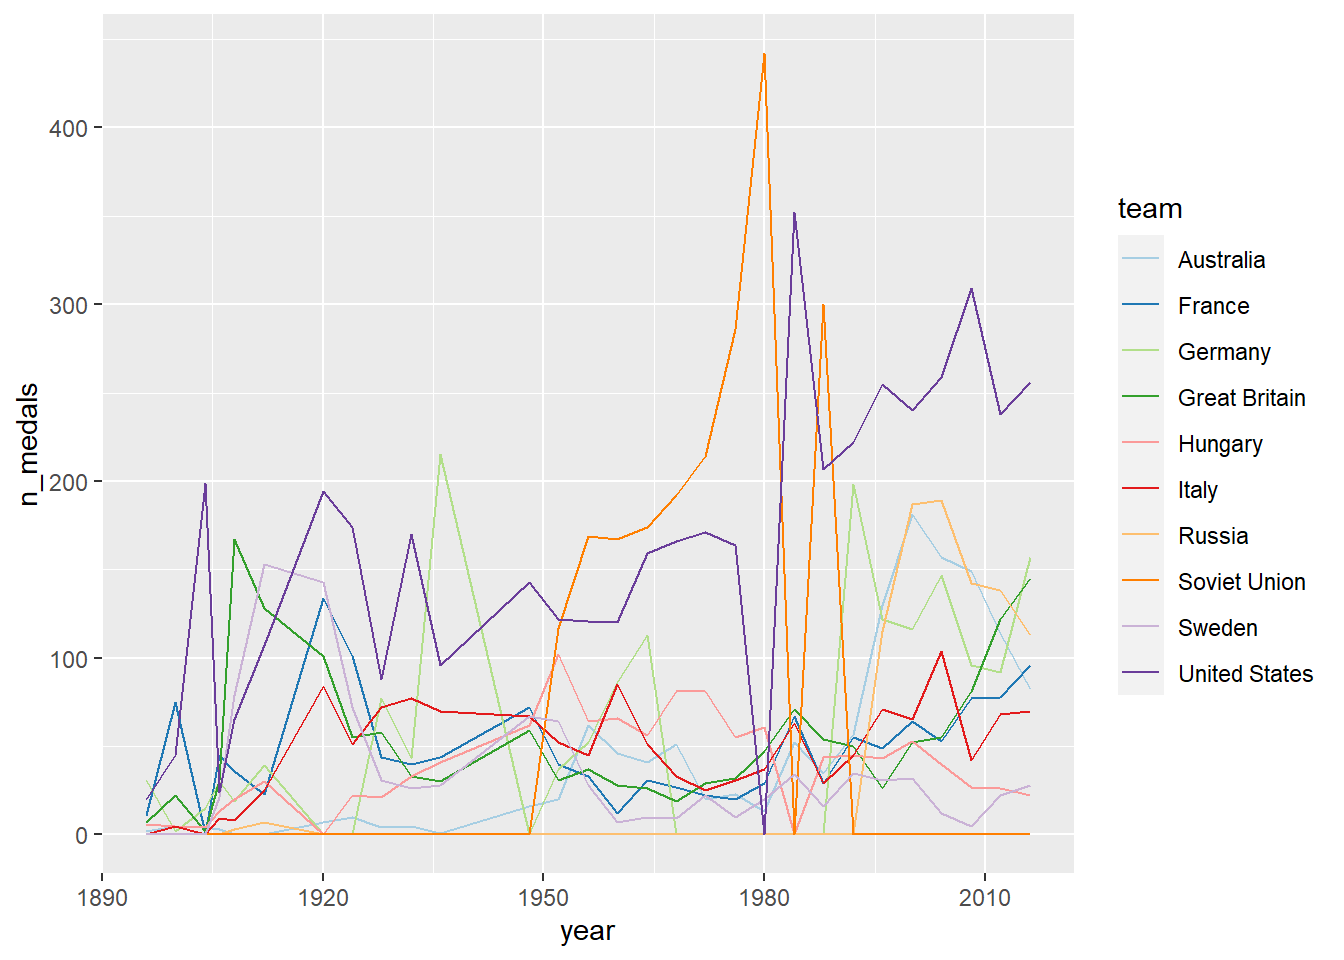 400
300
200
100
0
n_medals
1890
1920
1950
1980
2010
year
team
Australia
France
Germany
Great Britain
Hungary
Italy
Russia
Soviet Union
Sweden
United States